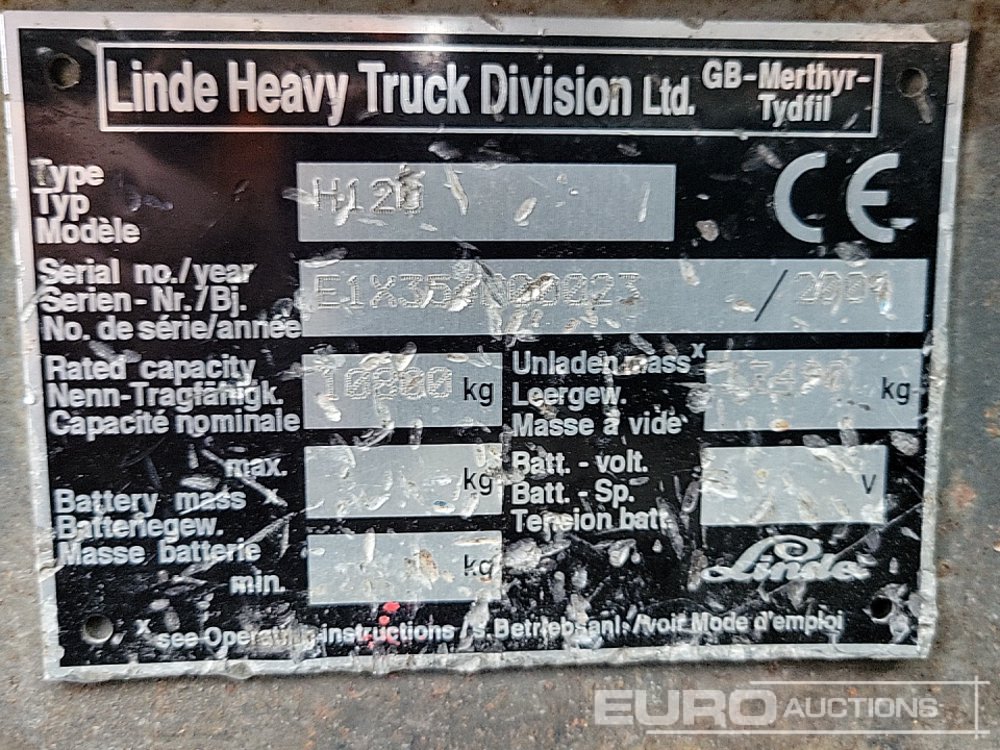 Linde Heavy Truck Division Ltd. GB-Merthyr-
Tydfil
Type
Typ
Modèle
H120
CE
Serial no./year
Serien-Nr./Bj.
No. de série/année
/
Rated capacity
Nenn-Tragfähigk.
Capacité nominale
kg
Unladen mass x
Leergew.
Masse à vide
kg
max.
Battery mass
Batteriegew.
Masse batterie
min.
kg
kg
Batt.-volt.
Batt.-Sp.
Tension batt.
V
Linde
x see Operating instructions / s. Betriebsanl. / voir Mode d'emploi
EURO AUCTIONS